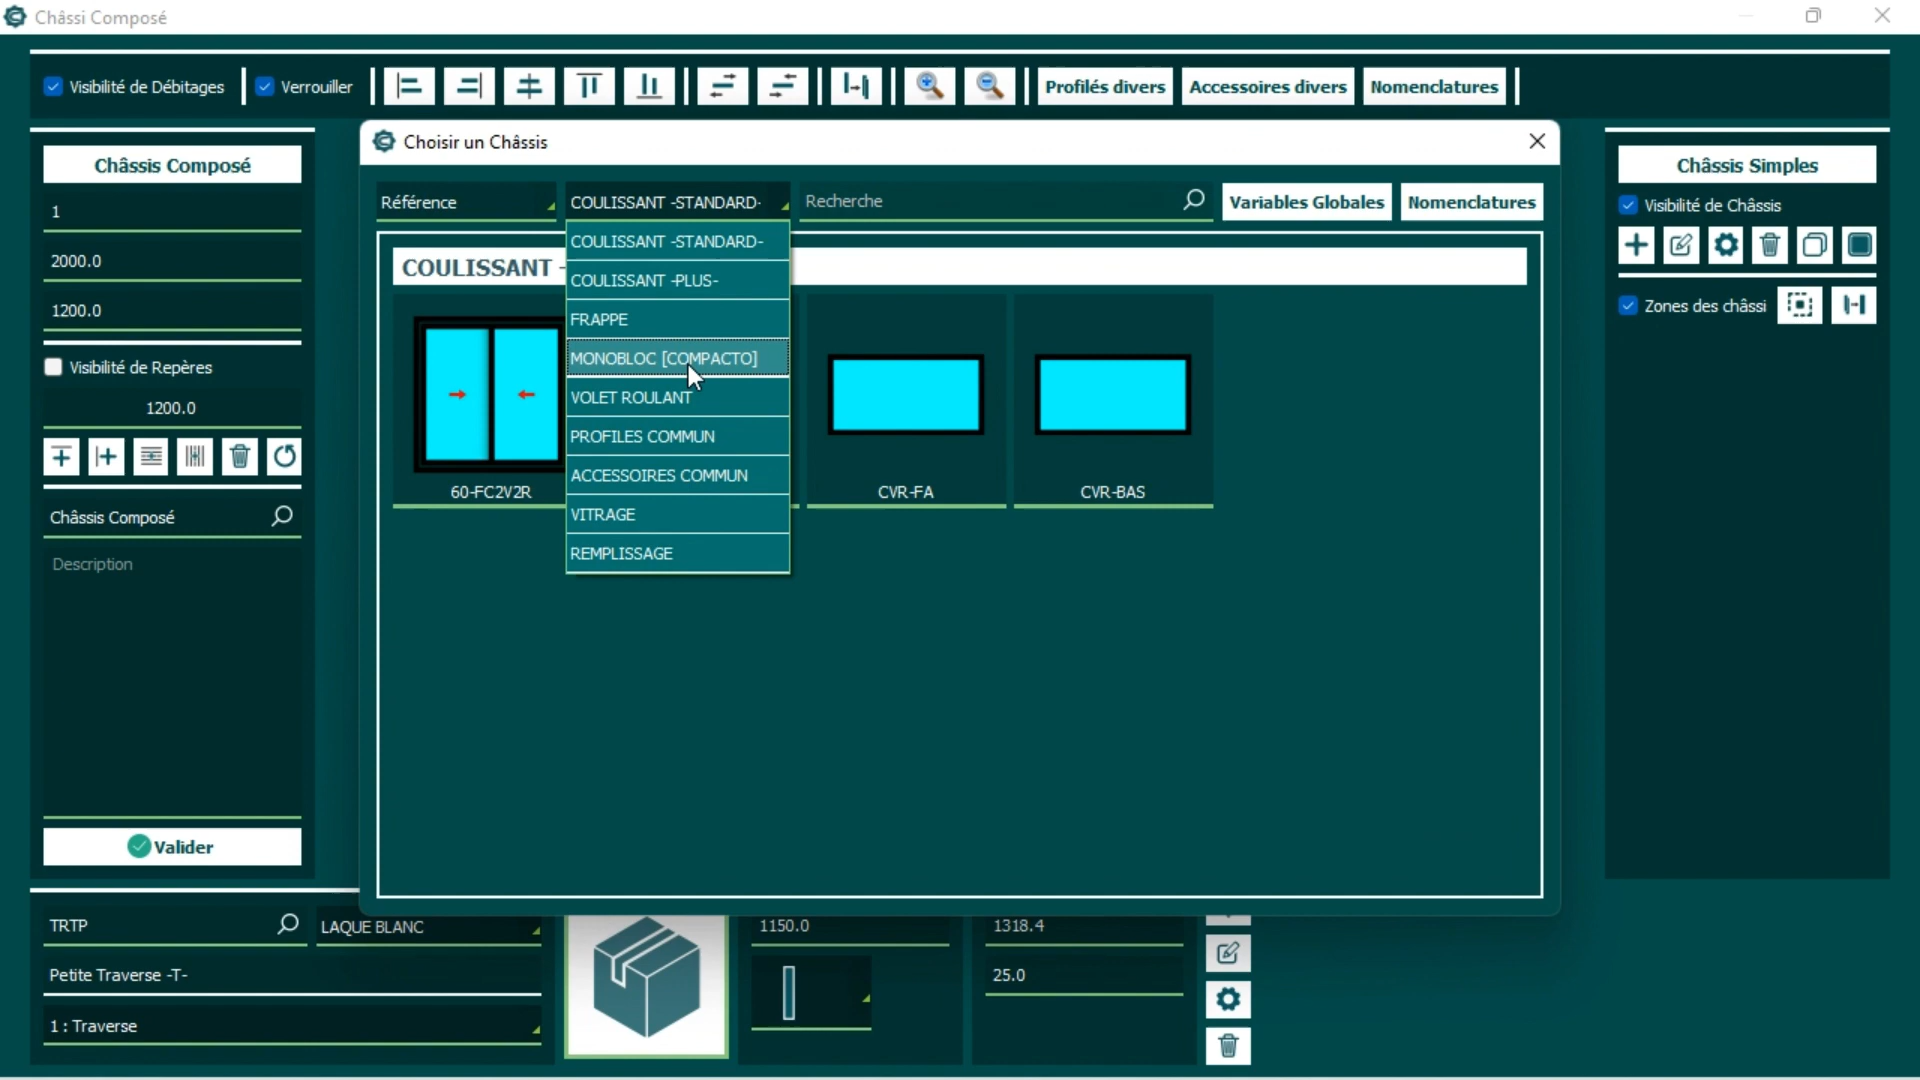 Châssi Composé
Visibilité de Débitages
Verrouiller
Profilés divers
Accessoires divers
Nomenclatures
Châssis Composé
1
2000.0
1200.0
Visibilité de Repères
1200.0
Châssis Composé
Description
Valider
Choisir un Châssis
Référence
COULISSANT -STANDARD-
Recherche
Variables Globales
Nomenclatures
COULISSANT -
COULISSANT -STANDARD-
COULISSANT -PLUS-
FRAPPE
MONOBLOC [COMPACTO]
VOLET ROULANT
PROFILES COMMUN
ACCESSOIRES COMMUN
VITRAGE
REMPLISSAGE
60-FC2V2R
CVR-FA
CVR-BAS
Châssis Simples
Visibilité de Châssis
Zones des châssi
TRTP
LAQUE BLANC
Petite Traverse -T-
1 : Traverse
1150.0
1318.4
25.0